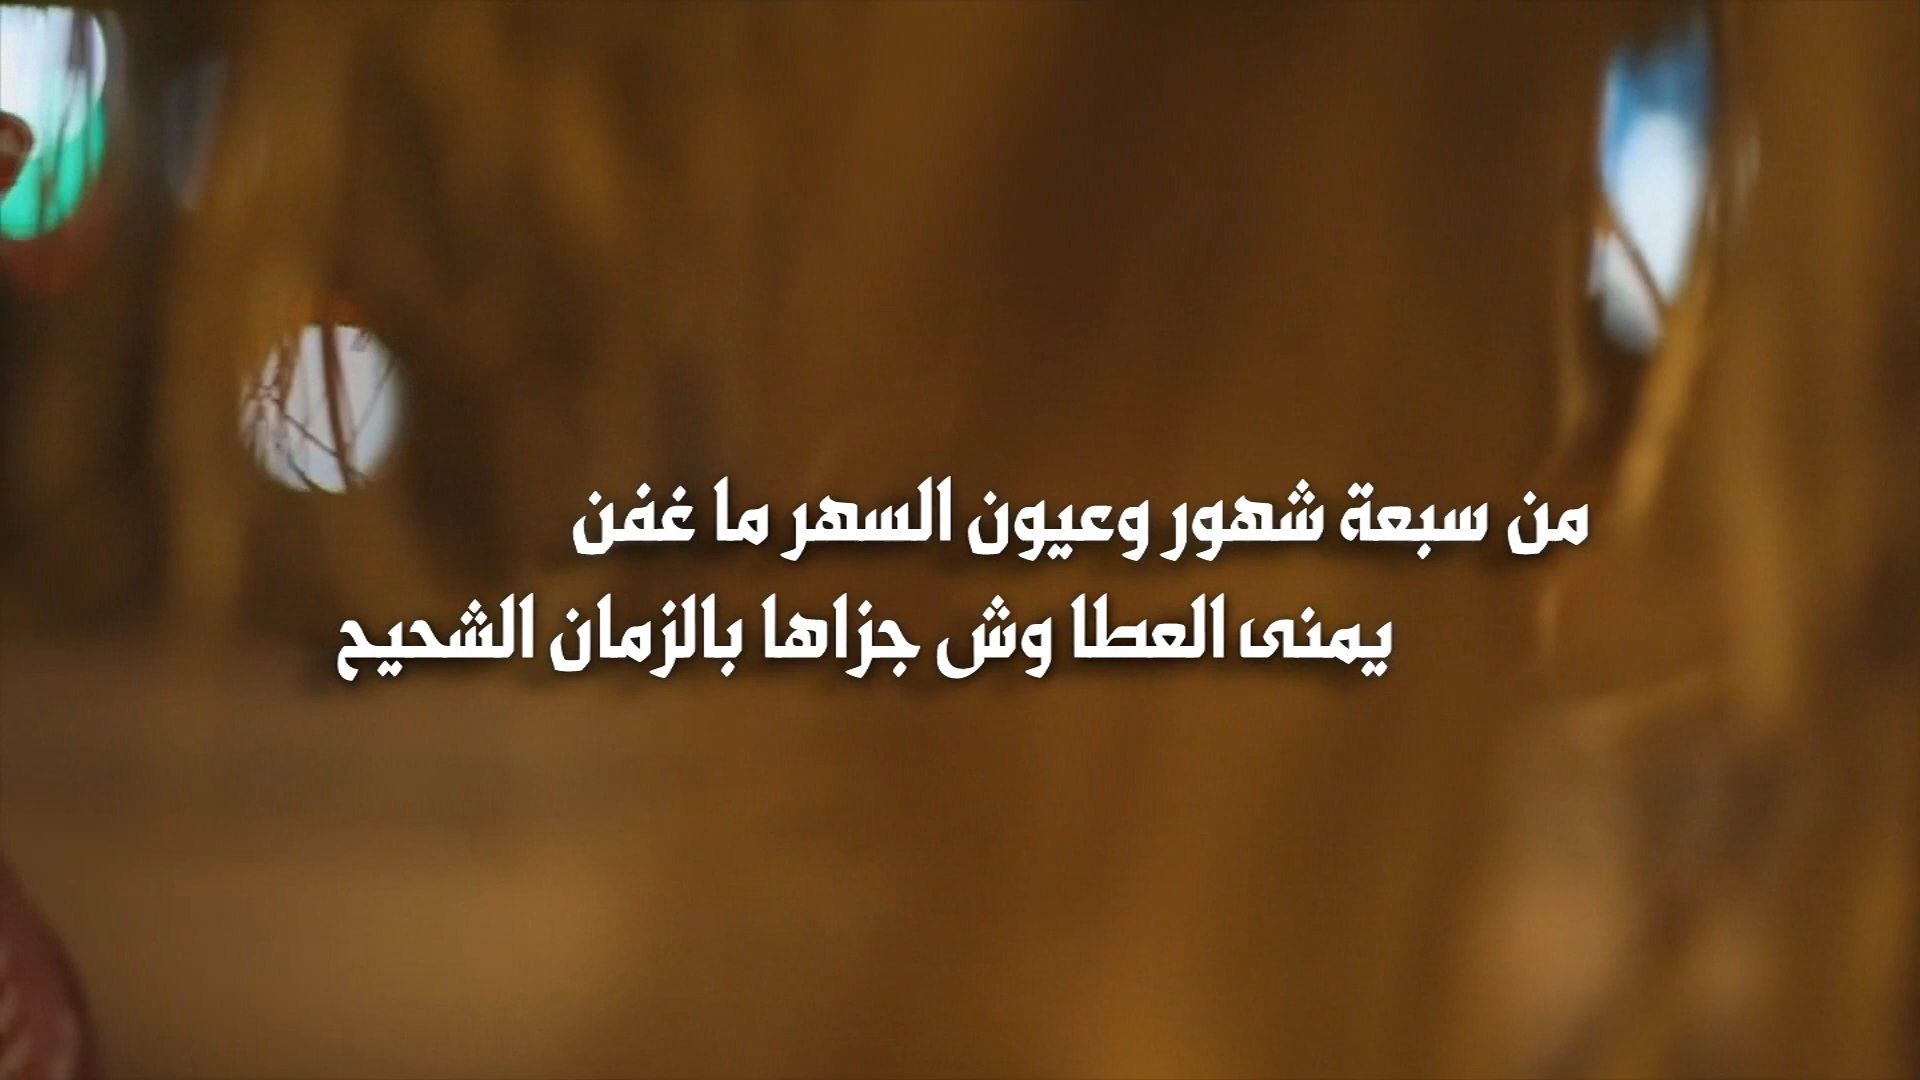 من سبعة شهور وعيون السهر ما غفن
يمنى العطا وش جزاها بالزمان الشحيح